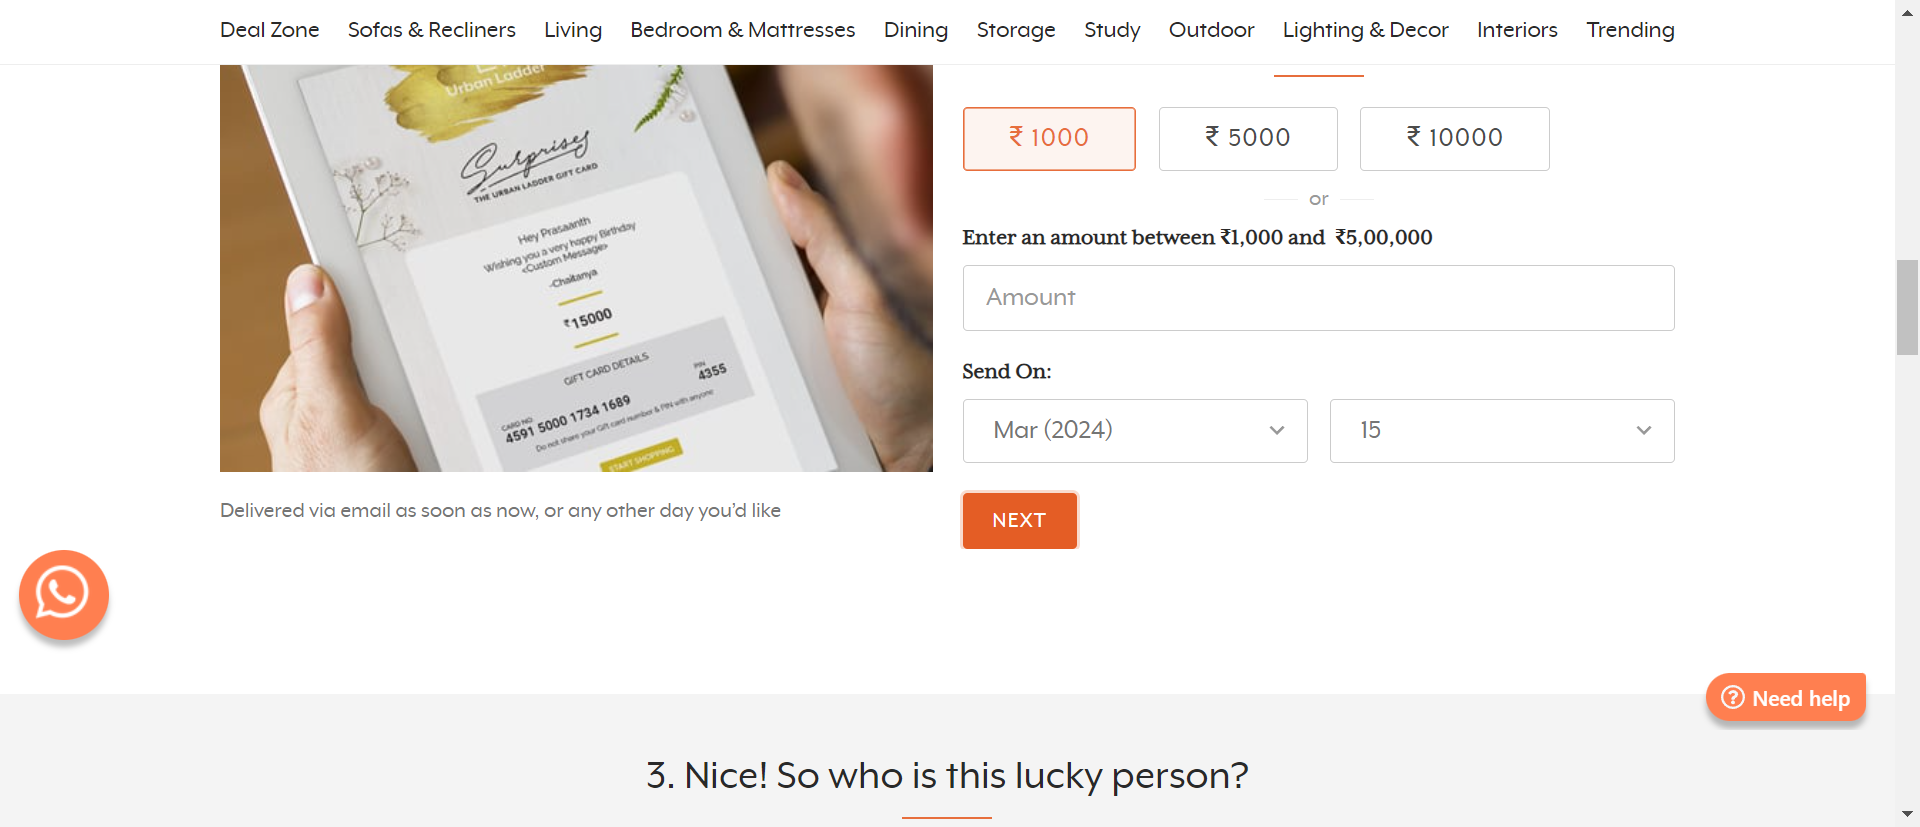 Deal Zone Sofas & Recliners Living Bedroom & Mattresses Dining Storage Study Outdoor Lighting & Decor Interiors Trending
Urban Ladder
Surprises
THE URBAN LADDER GIFT CARD
Hey Prasaanth
Wishing you a very happy Birthday
<Custom Message>
-Chaitanya
₹15000
GIFT CARD DETAILS
CARD NO PIN
4591 5000 1734 1689 4355
Do not share your Gift card number & PIN with anyone
START SHOPPING
Delivered via email as soon as now, or any other day you'd like
₹ 1000 ₹ 5000 ₹ 10000
or
Enter an amount between ₹1,000 and ₹5,00,000
Amount
Send On:
Mar (2024) 15
NEXT
Need help
3. Nice! So who is this lucky person?